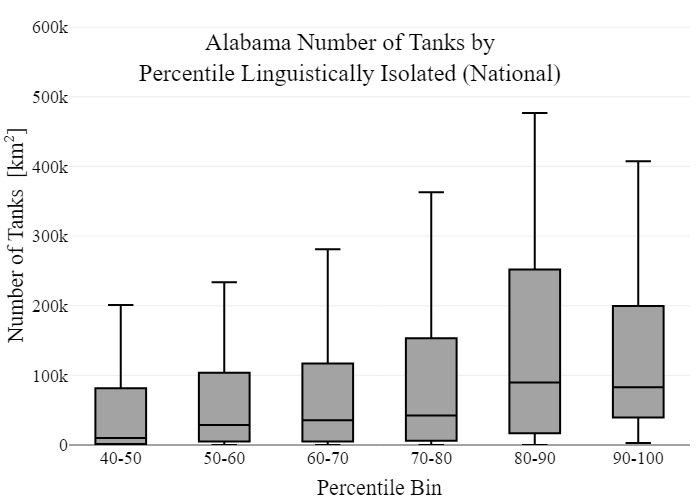 Alabama Number of Tanks by
Percentile Linguistically Isolated (National)
Number of Tanks [km²]
600k
500k
400k
300k
200k
100k
0
40-50
50-60
60-70
70-80
80-90
90-100
Percentile Bin